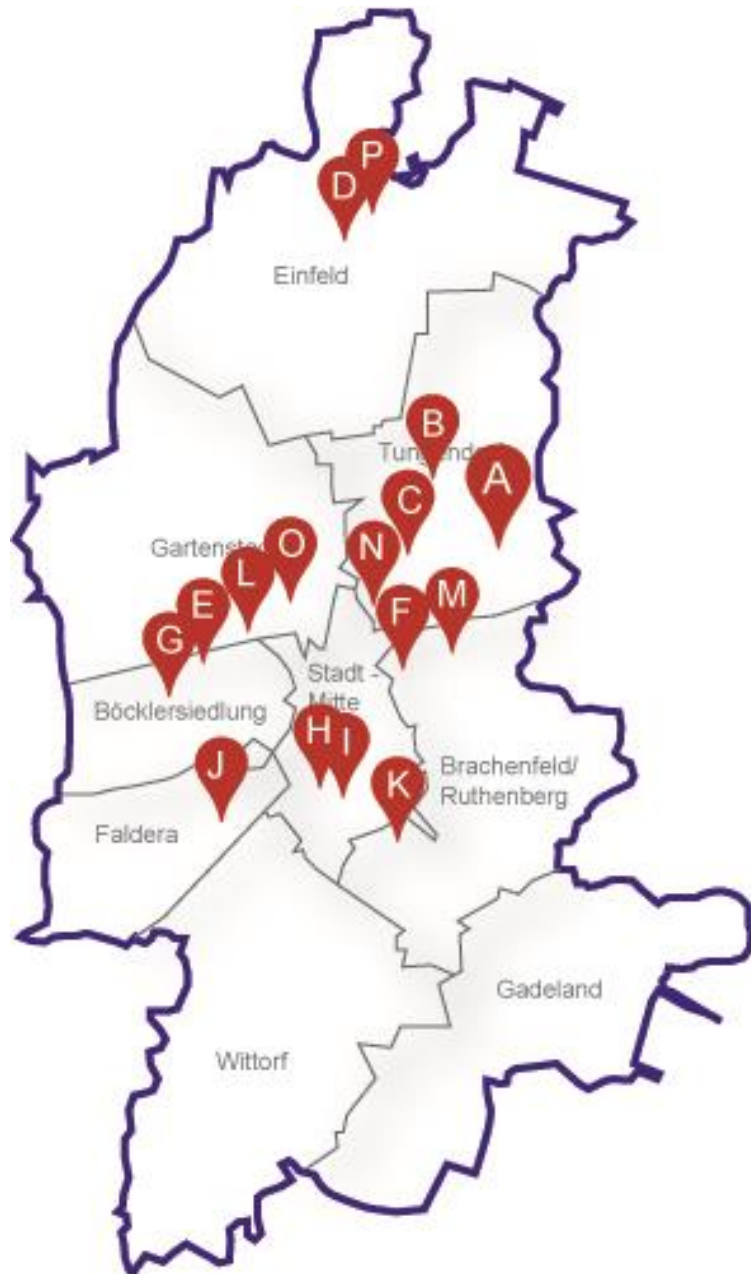 P
D
Einfeld
B
A
C
O
N
L
M
E
F
G
Stadt -
Mitte
Böcklersiedlung
H
I
J
Brachenfeld/
Ruthenberg
K
Faldera
Gadeland
Wittorf